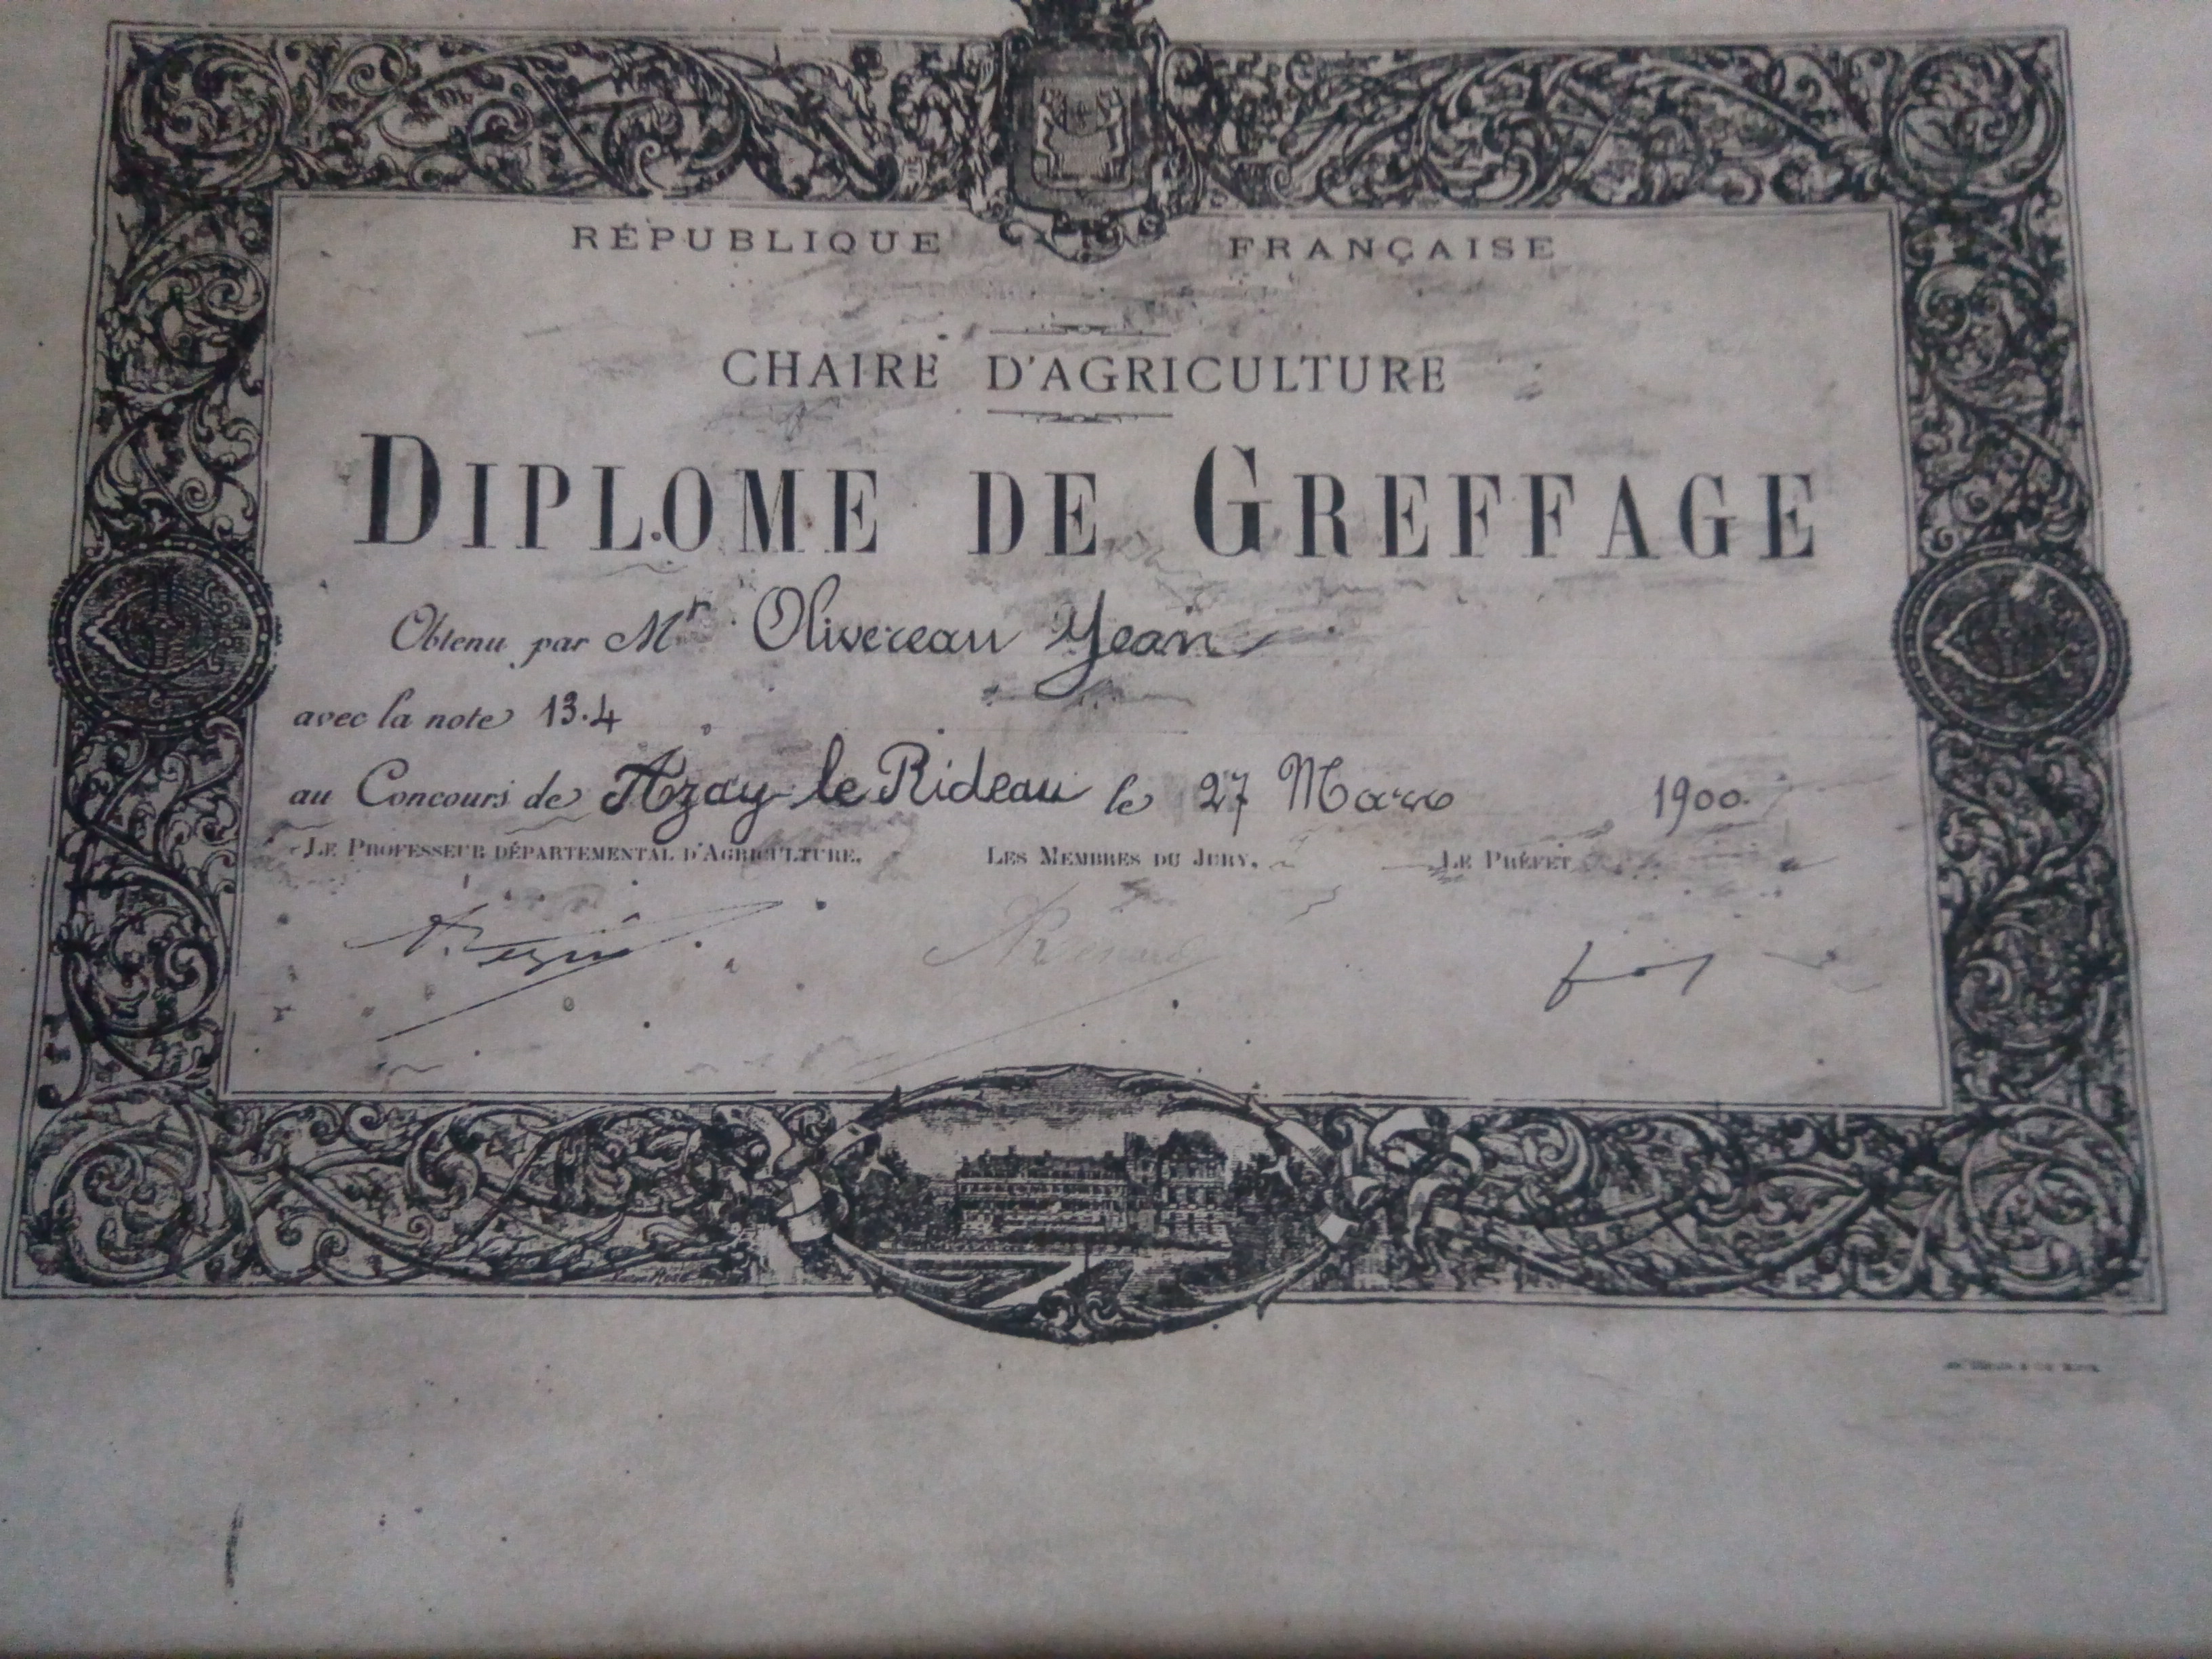 RÉPUBLIQUE FRANÇAISE
CHAIRE D'AGRICULTURE
DIPLOME DE GREFFAGE
Obtenu par Mr Olivereau Jean
avec la note 13.4
au Concours de Azay-le Rideau le 27 Mars 1900.
LE PROFESSEUR DÉPARTEMENTAL D'AGRICULTURE, LES MEMBRES DU JURY, LE PRÉFET